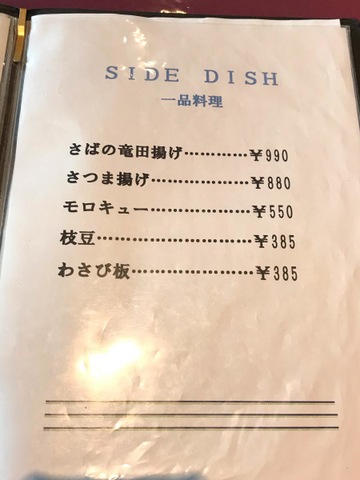 SIDE DISH
一品料理
さばの竜田揚げ…………￥990
さつま揚げ…………………￥880
モロキュー…………………￥550
枝豆…………………………￥385
わさび板……………………￥385